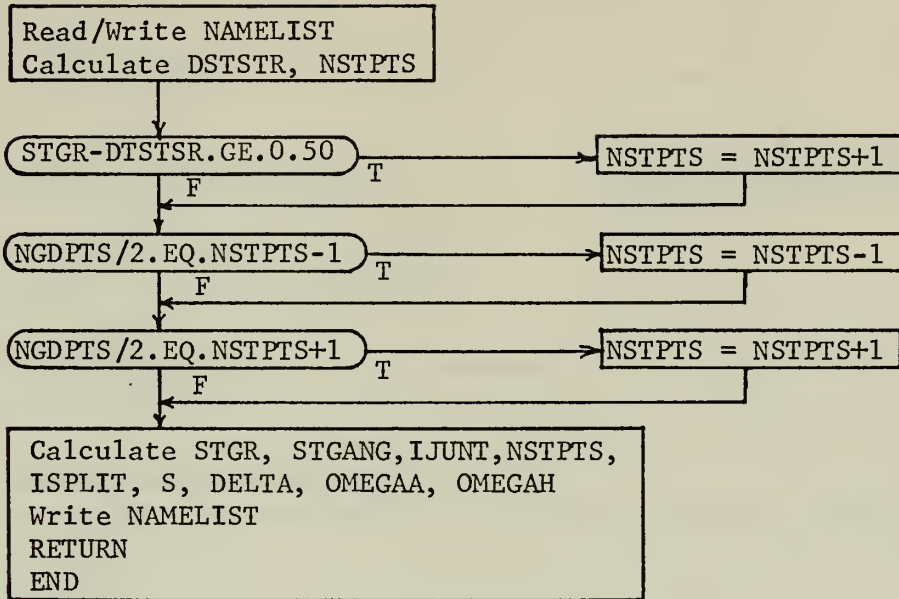 Read/Write NAMELIST
Calculate DSTSTR, NSTPTS
STGR-DTSTSR.GE.0.50
T
NSTPTS = NSTPTS+1
F
NGDPTS/2.EQ.NSTPTS-1
T
NSTPTS = NSTPTS-1
F
NGDPTS/2.EQ.NSTPTS+1
T
NSTPTS = NSTPTS+1
F
Calculate STGR, STGANG,IJUNT,NSTPTS,
ISPLIT, S, DELTA, OMEGAA, OMEGAH
Write NAMELIST
RETURN
END